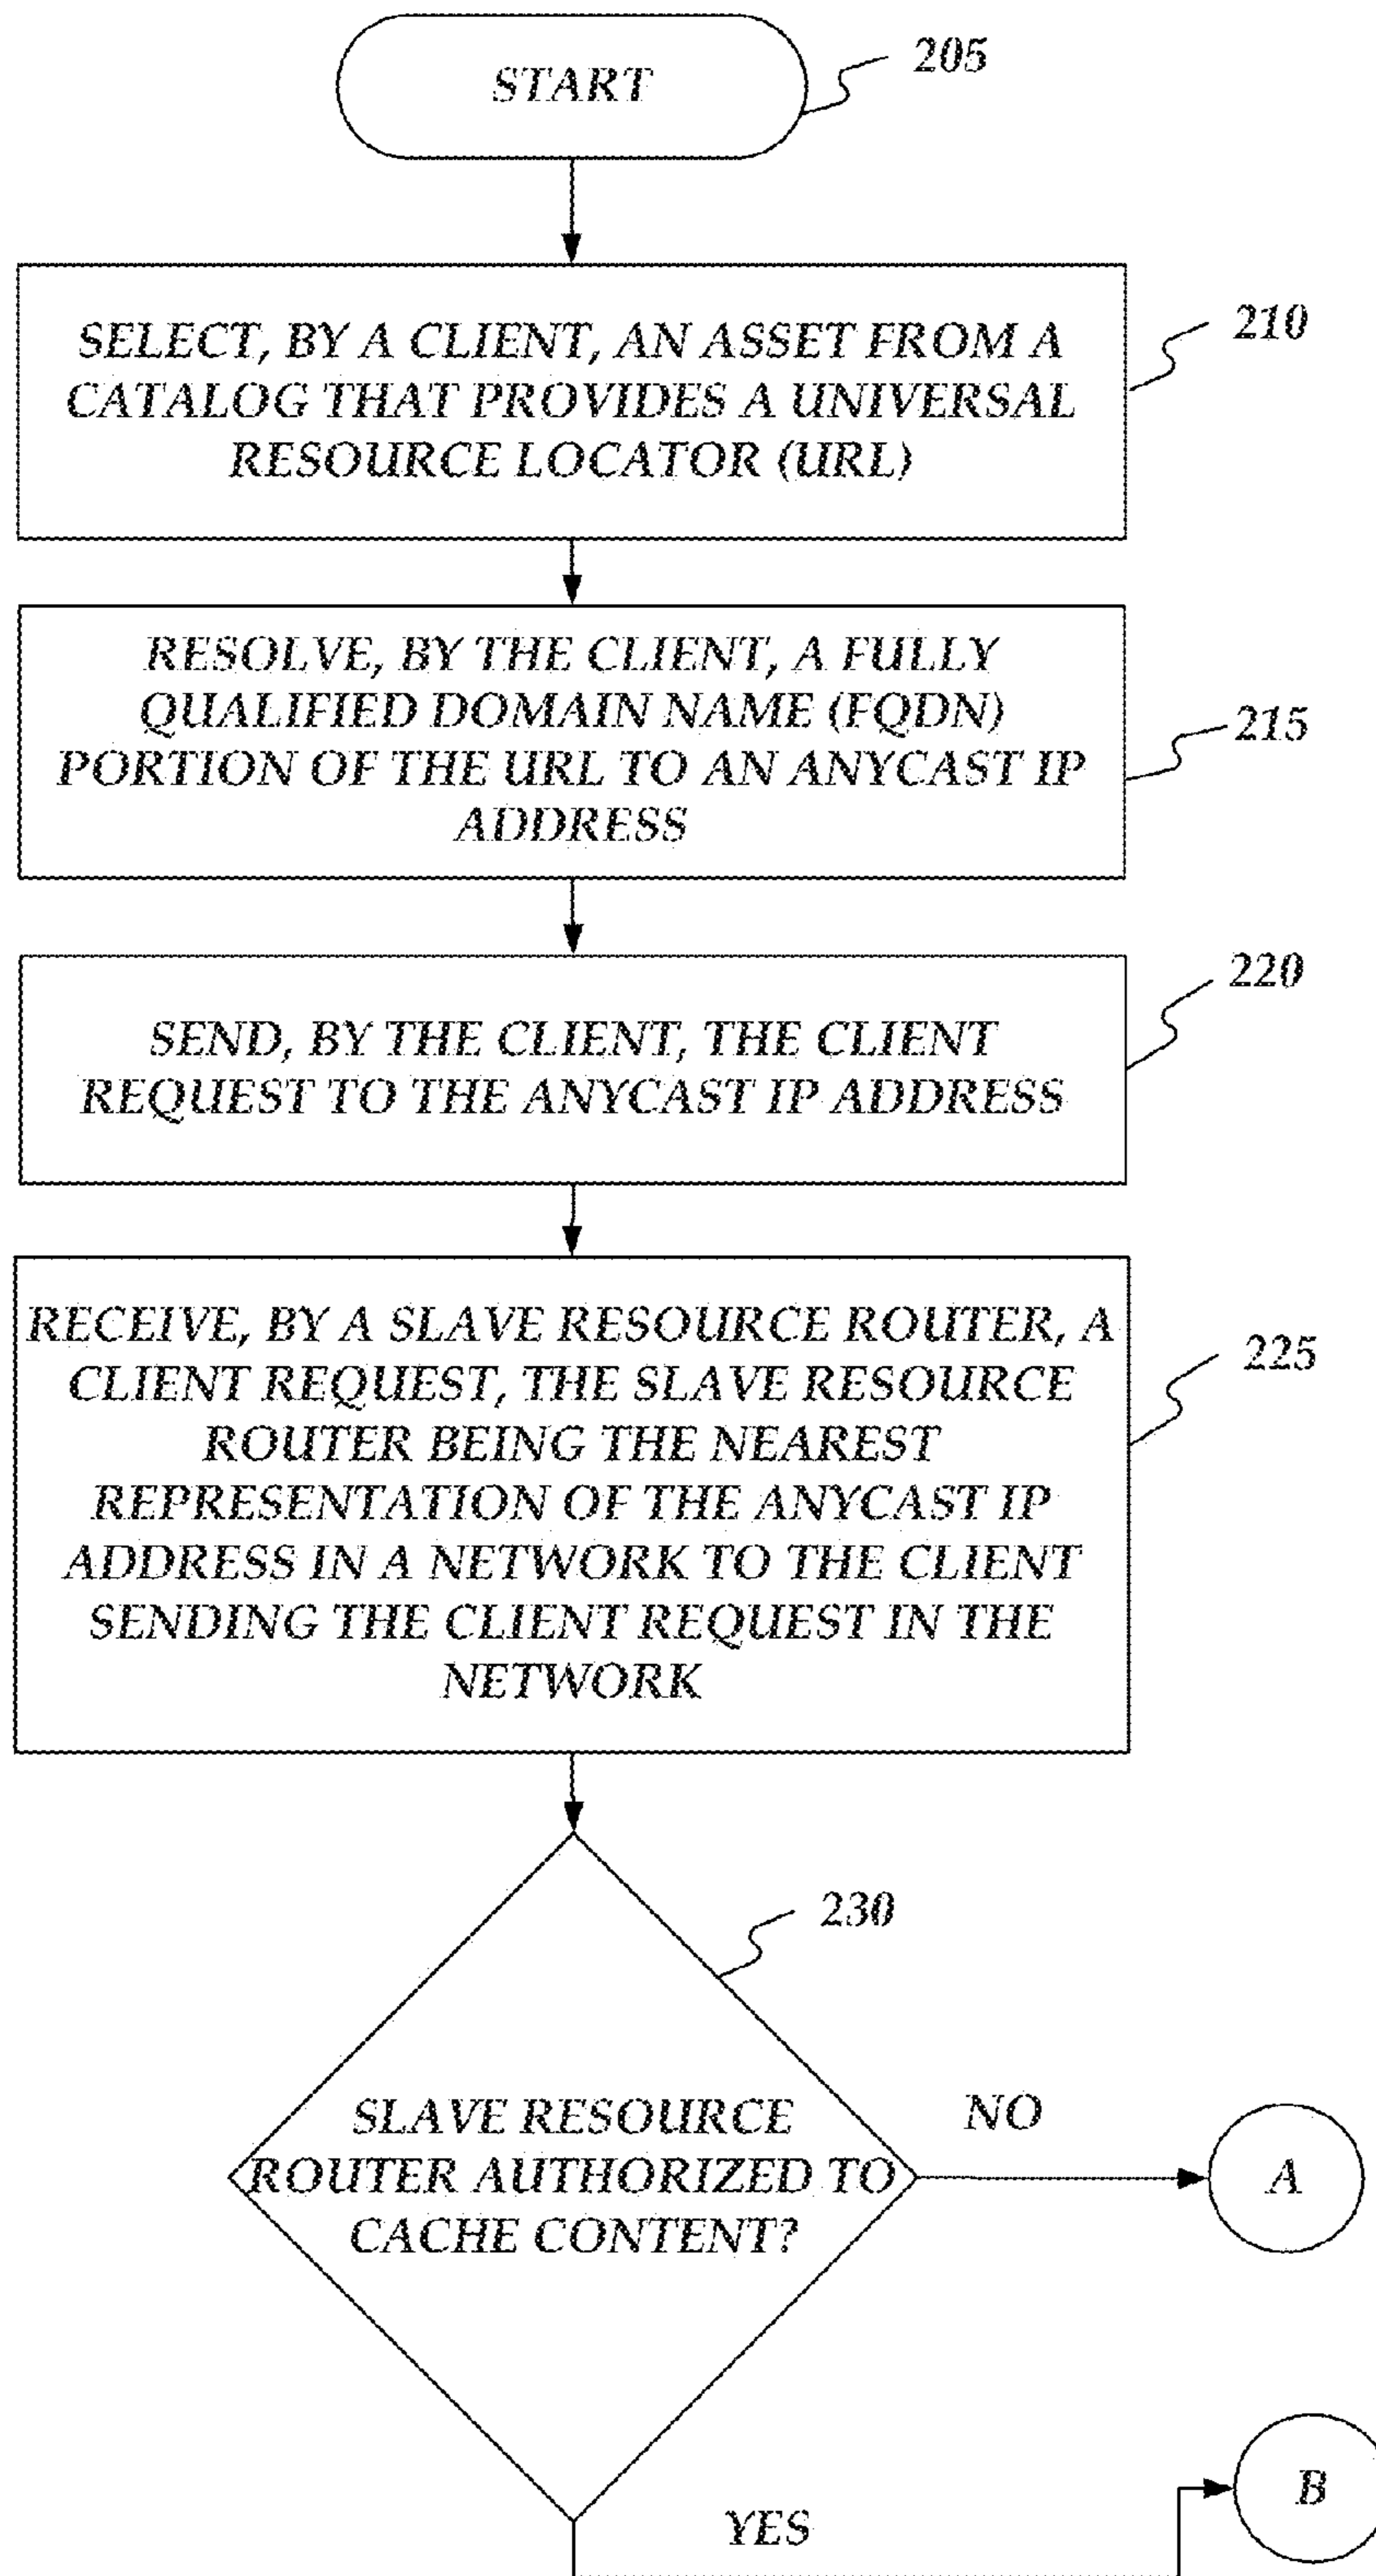 START
205
SELECT, BY A CLIENT, AN ASSET FROM A
CATALOG THAT PROVIDES A UNIVERSAL
RESOURCE LOCATOR (URL)
210
RESOLVE, BY THE CLIENT, A FULLY
QUALIFIED DOMAIN NAME (FQDN)
PORTION OF THE URL TO AN ANYCAST IP
ADDRESS
215
SEND, BY THE CLIENT, THE CLIENT
REQUEST TO THE ANYCAST IP ADDRESS
220
RECEIVE, BY A SLAVE RESOURCE ROUTER, A
CLIENT REQUEST, THE SLAVE RESOURCE
ROUTER BEING THE NEAREST
REPRESENTATION OF THE ANYCAST IP
ADDRESS IN A NETWORK TO THE CLIENT
SENDING THE CLIENT REQUEST IN THE
NETWORK
225
230
SLAVE RESOURCE
ROUTER AUTHORIZED TO
CACHE CONTENT?
NO
A
YES
B